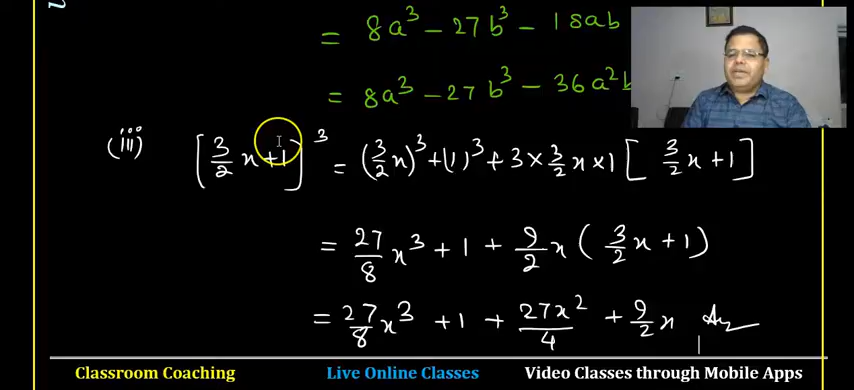 = 8a³ − 27b³ − 18ab
= 8a³ − 27b³ − 36a²b
(iii) [3/2 x + 1]³ = (3/2 x)³ + (1)³ + 3 × 3/2 x × 1 [3/2 x + 1]
= 27/8 x³ + 1 + 9/2 x (3/2 x + 1)
= 27/8 x³ + 1 + 27x²/4 + 9/2 x
Classroom Coaching Live Online Classes Video Classes through Mobile Apps